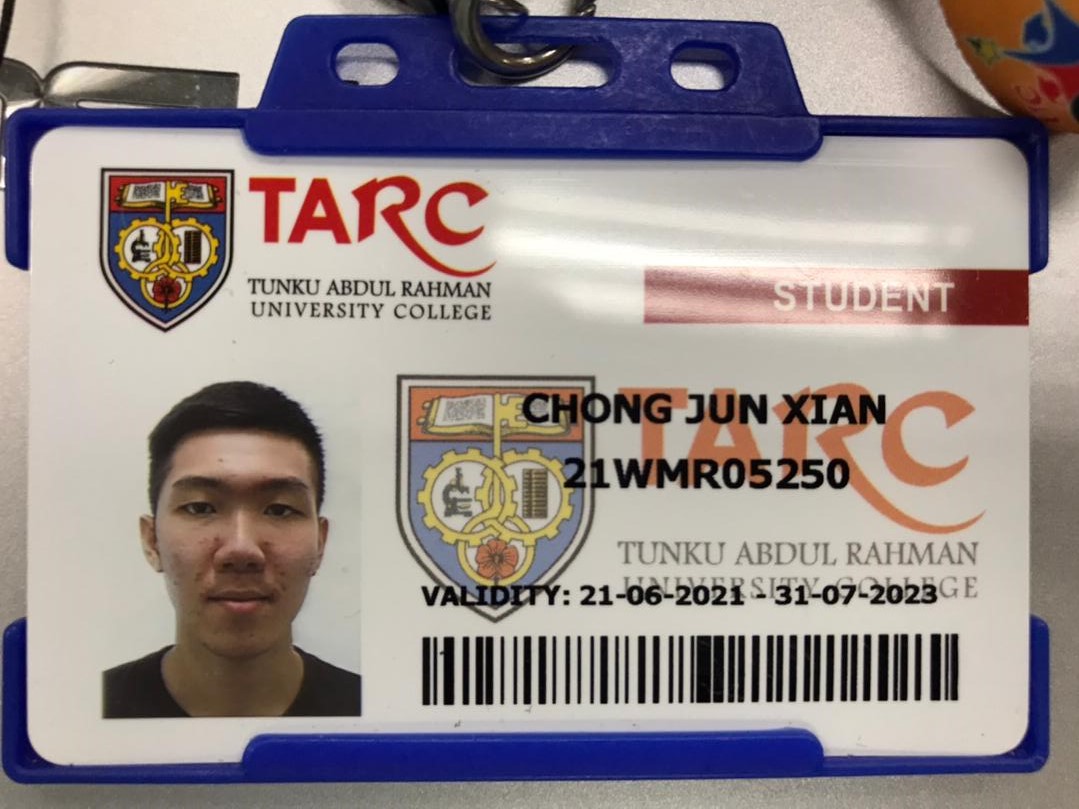 TARC
TUNKU ABDUL RAHMAN
UNIVERSITY COLLEGE
STUDENT
TARC
CHONG JUN XIAN
21WMR05250
TUNKU ABDUL RAHMAN
UNIVERSITY COLLEGE
VALIDITY: 21-06-2021 - 31-07-2023